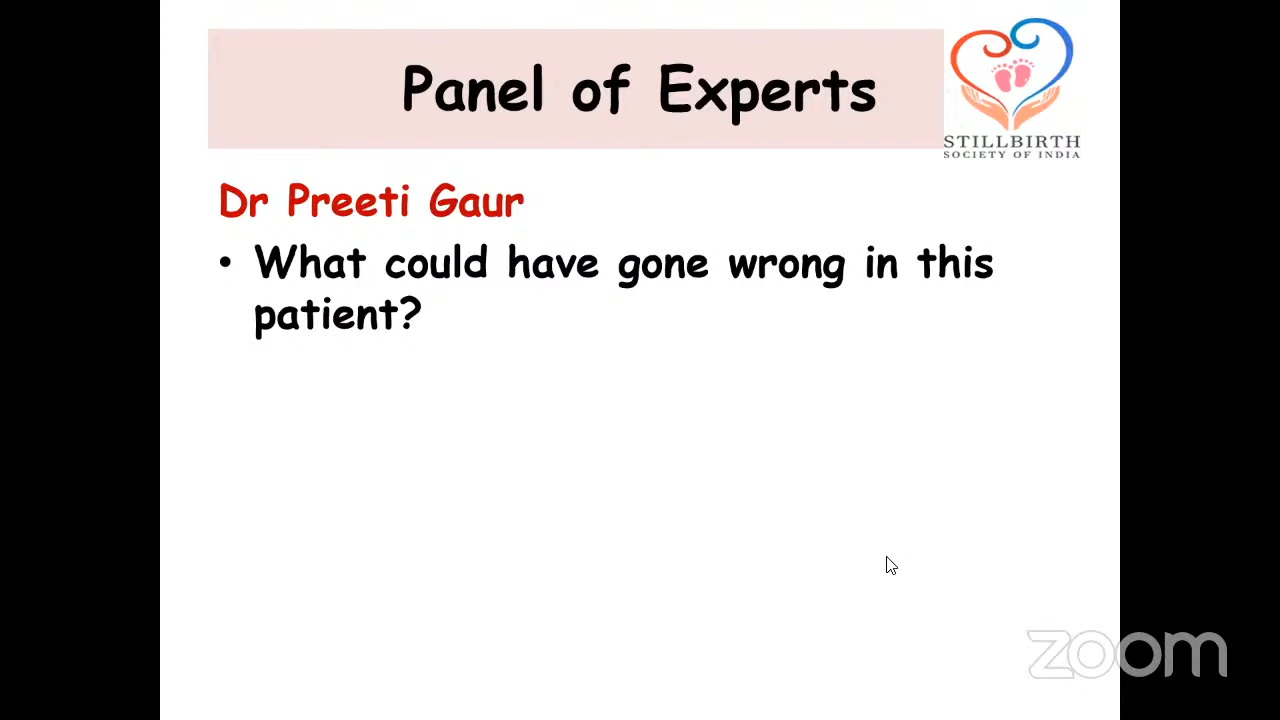 Panel of Experts
STILLBIRTH
SOCIETY OF INDIA
Dr Preeti Gaur
• What could have gone wrong in this
patient?
zoom